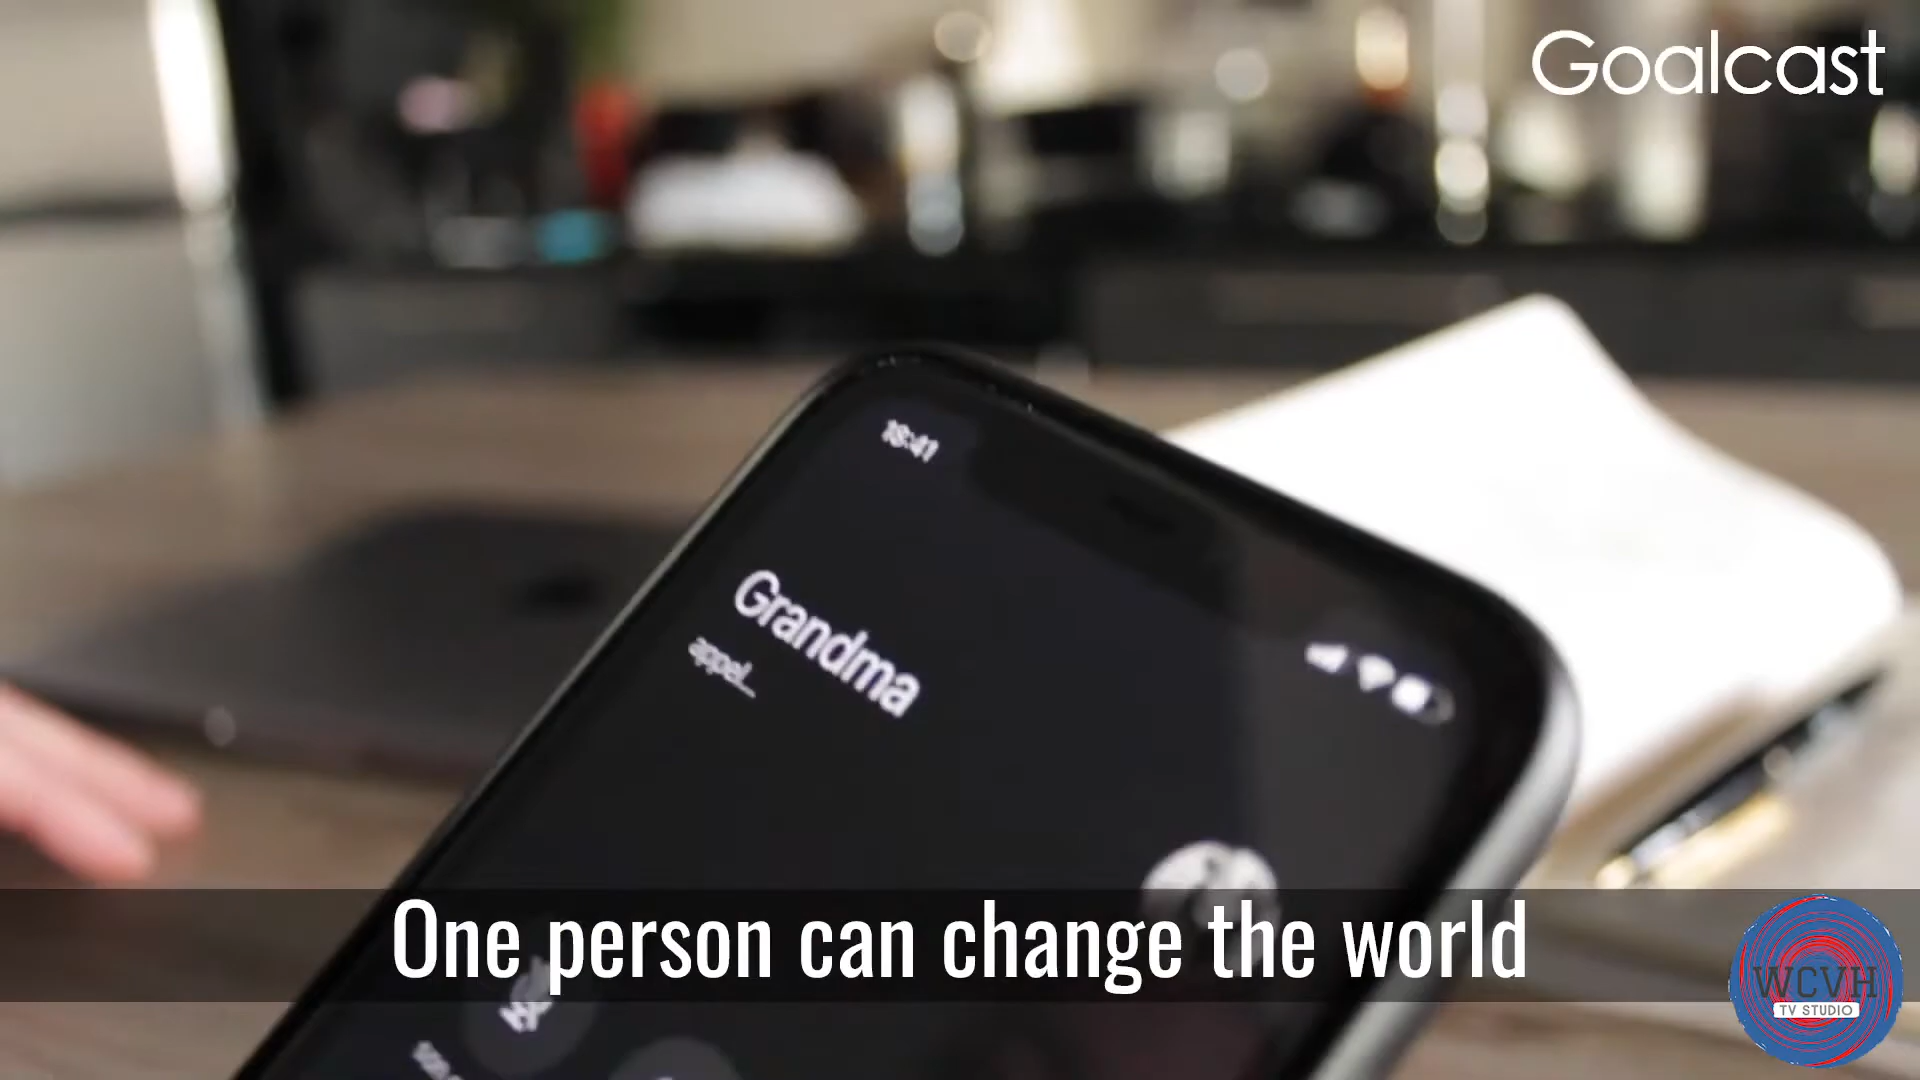 Goalcast
18:41
Grandma
appel...
One person can change the world
WCVH
TV STUDIO